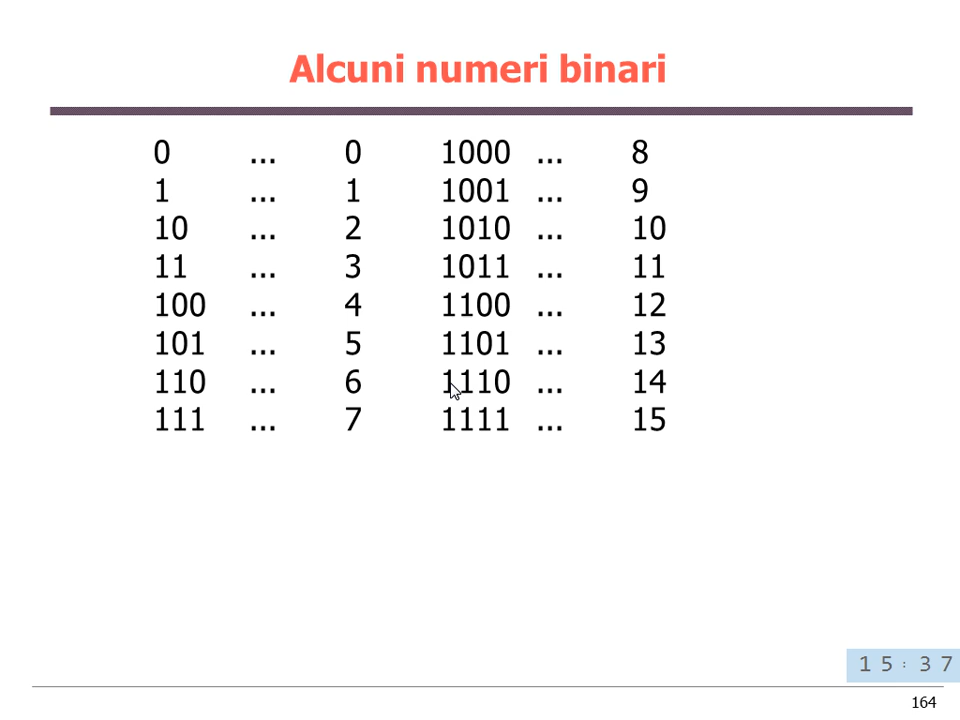 Alcuni numeri binari
0 ... 0 1000 ... 8
1 ... 1 1001 ... 9
10 ... 2 1010 ... 10
11 ... 3 1011 ... 11
100 ... 4 1100 ... 12
101 ... 5 1101 ... 13
110 ... 6 1110 ... 14
111 ... 7 1111 ... 15
15:37
164